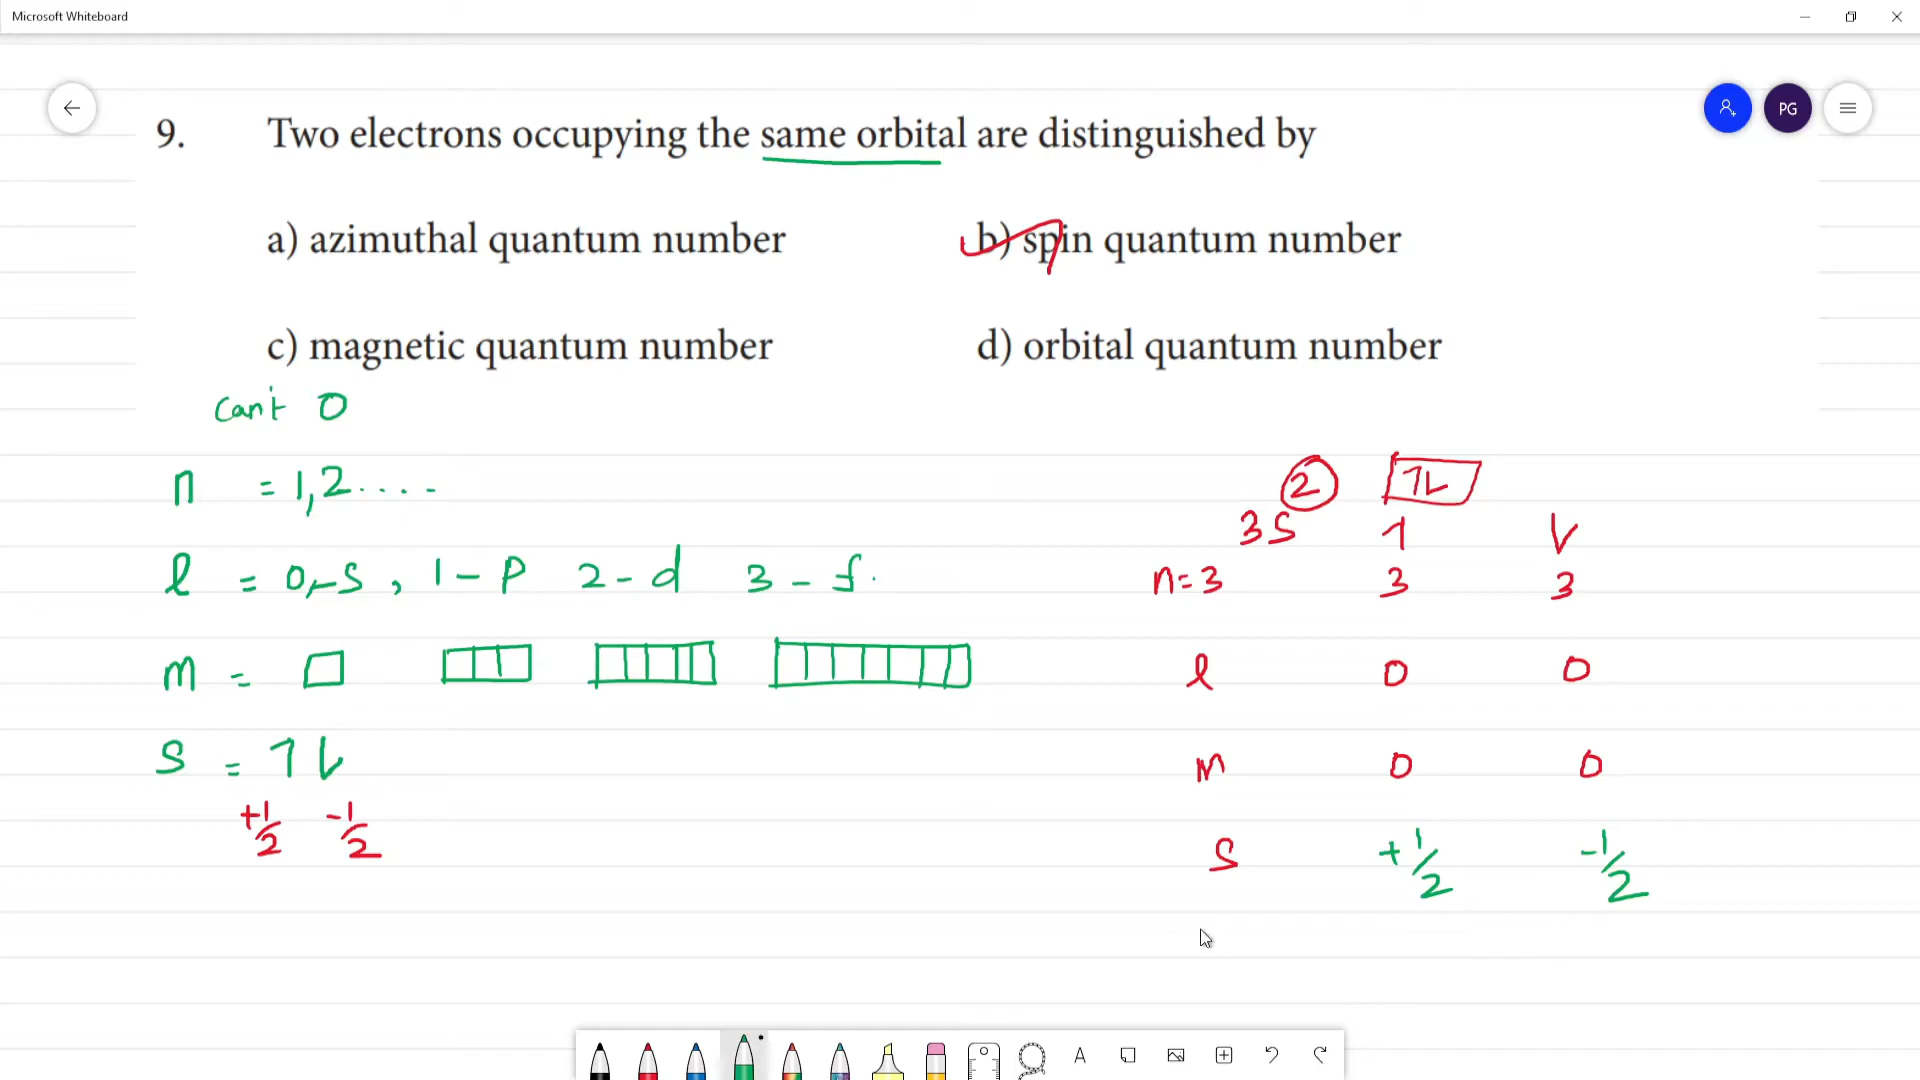 Microsoft Whiteboard
PG
9. Two electrons occupying the same orbital are distinguished by
a) azimuthal quantum number b) spin quantum number
c) magnetic quantum number d) orbital quantum number
can't 0
n = 1,2.....
l = 0-s, 1-p 2-d 3-f.
m =
s = ↿⇂
+1/2 -1/2
3s² ↿⇂
↿ ⇂
n=3 3 3
l 0 0
m 0 0
s +1/2 -1/2
A